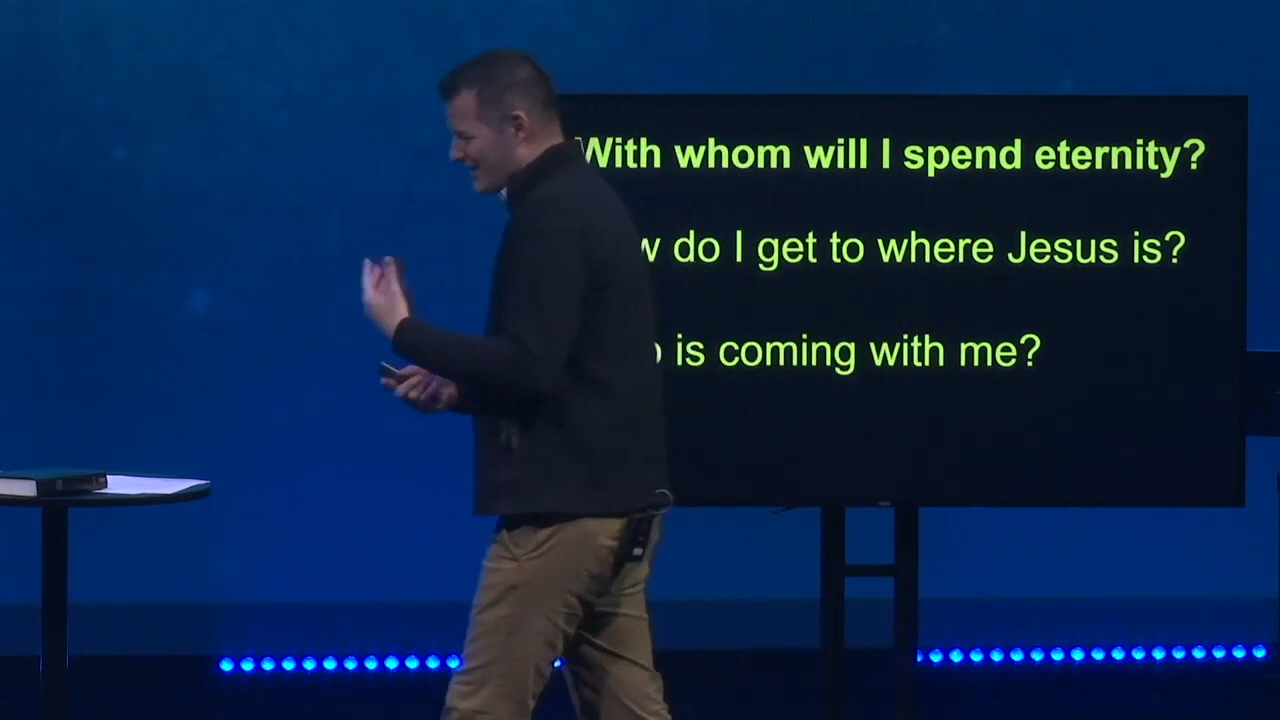 With whom will I spend eternity?
do I get to where Jesus is?
is coming with me?